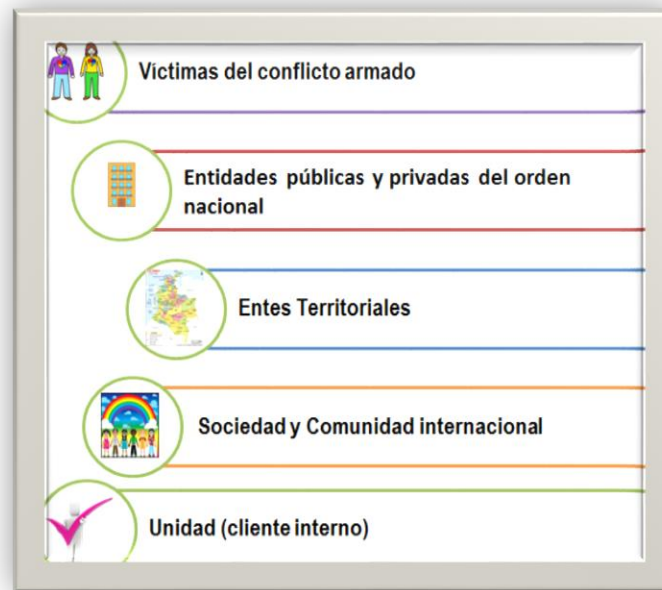 Víctimas del conflicto armado
Entidades públicas y privadas del orden
nacional
Entes Territoriales
Sociedad y Comunidad internacional
Unidad (cliente interno)